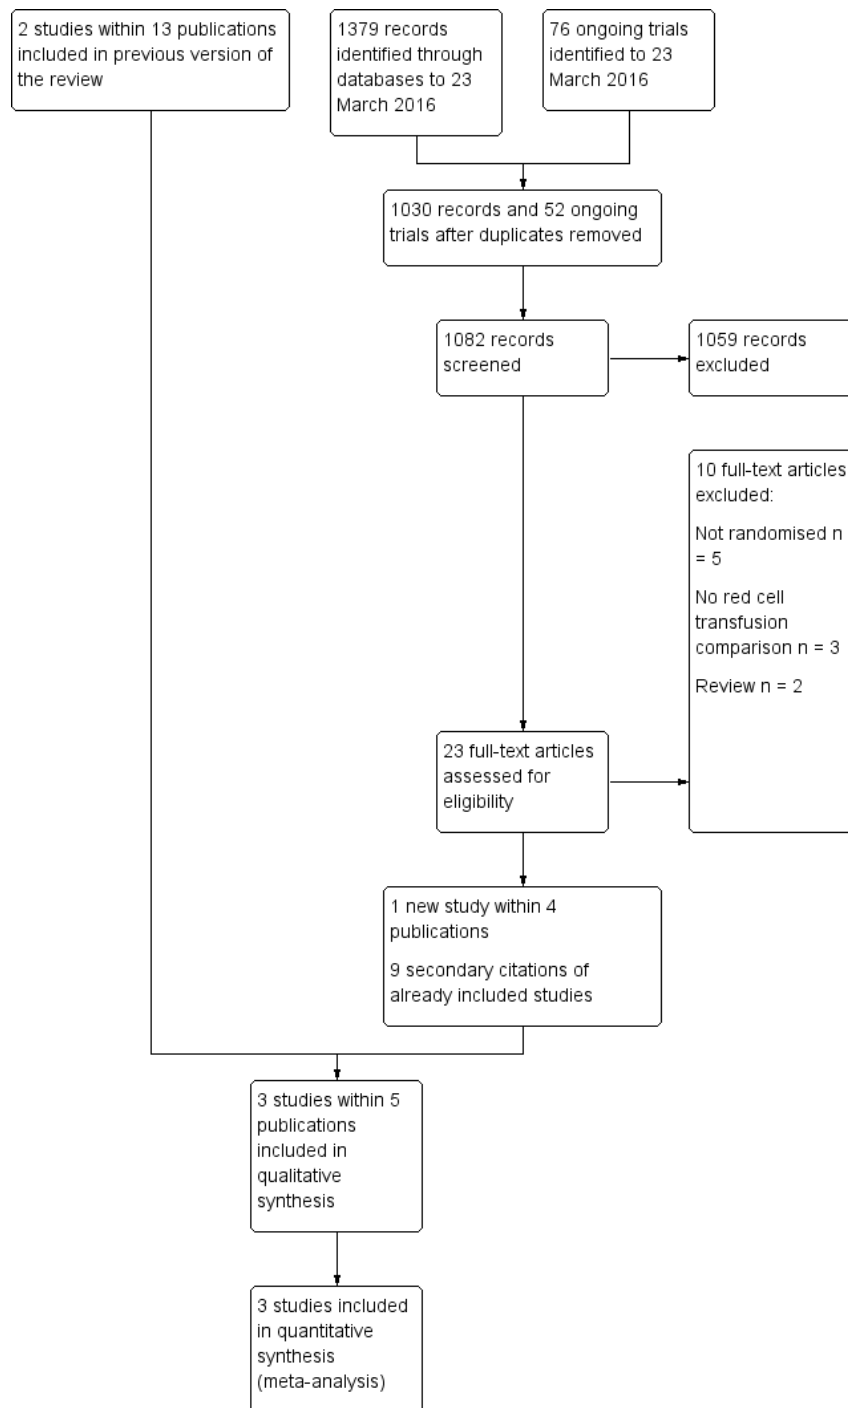 2 studies within 13 publications
included in previous version of
the review
1379 records
identified through
databases to 23
March 2016
76 ongoing trials
identified to 23
March 2016
1030 records and 52 ongoing
trials after duplicates removed
1082 records
screened
1059 records
excluded
10 full-text articles
excluded:
Not randomised n
= 5
No red cell
transfusion
comparison n = 3
Review n = 2
23 full-text articles
assessed for
eligibility
1 new study within 4
publications
9 secondary citations of
already included studies
3 studies within 5
publications
included in
qualitative
synthesis
3 studies included
in quantitative
synthesis
(meta-analysis)